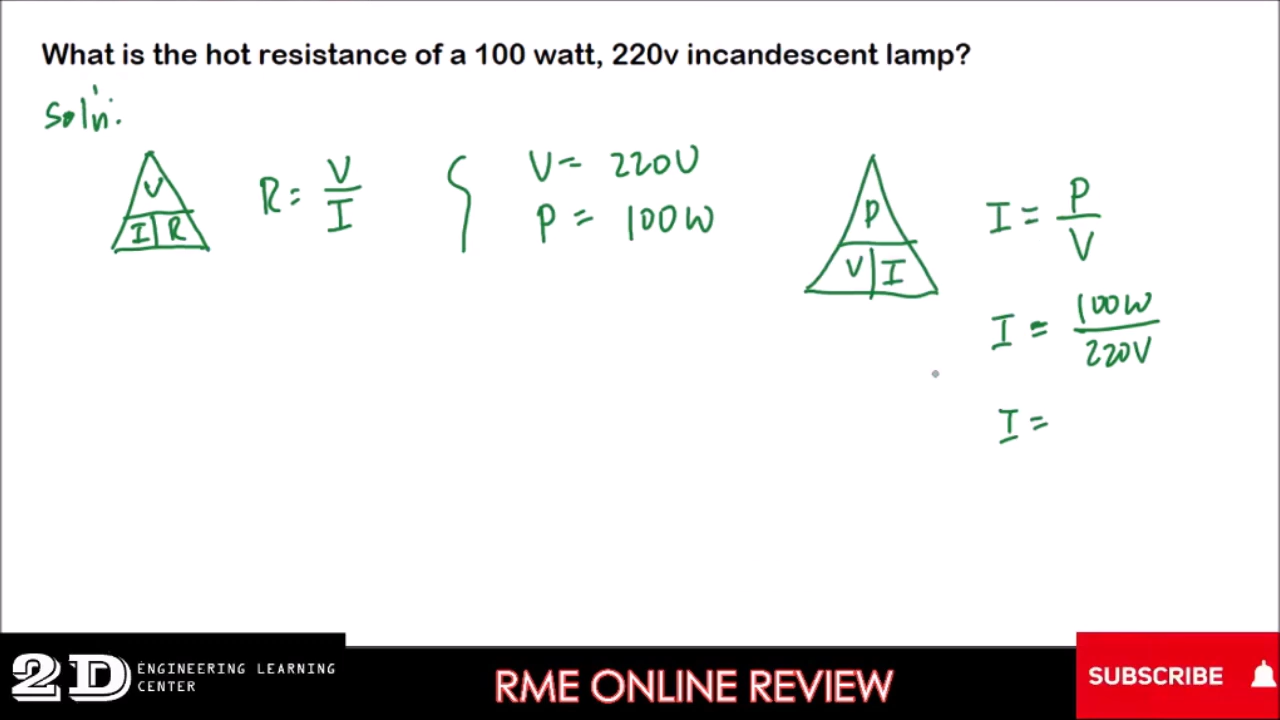 What is the hot resistance of a 100 watt, 220v incandescent lamp?
Sol'n:
V
I R
R = V
I
V = 220V
P = 100W
P
V I
I = P
V
I = 100W
220V
I =
2D ENGINEERING LEARNING
CENTER
RME ONLINE REVIEW
SUBSCRIBE